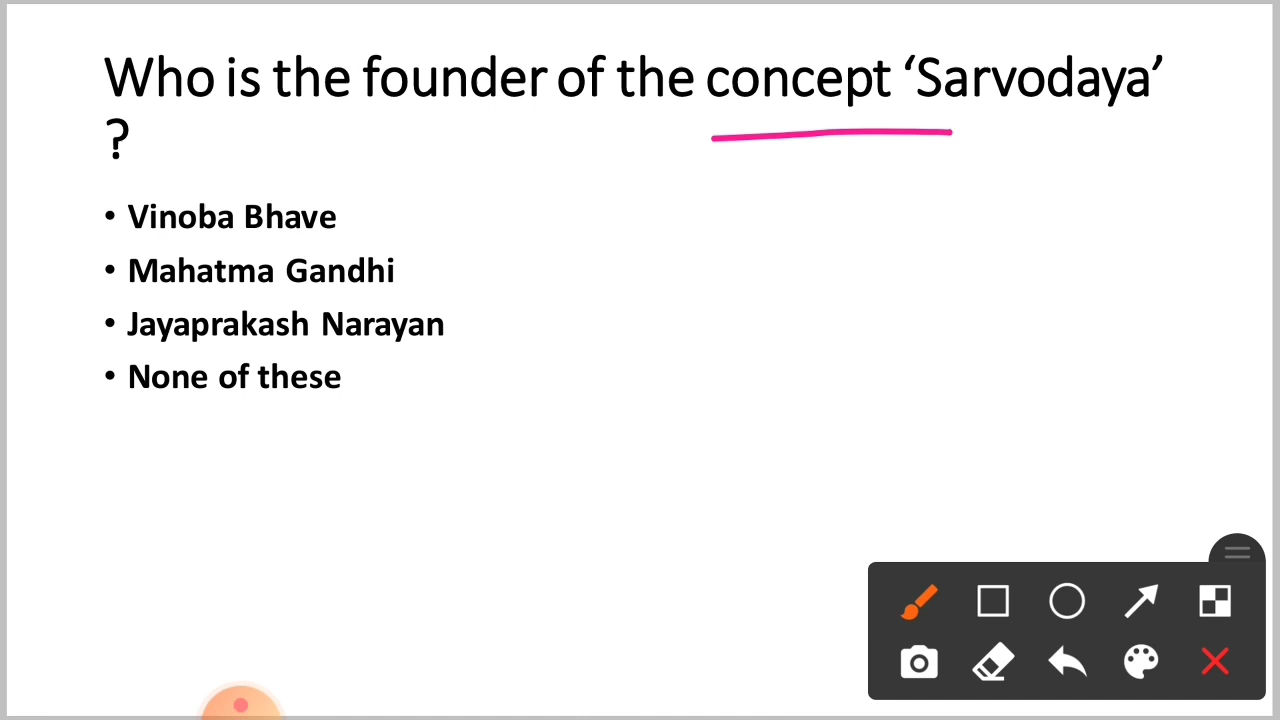 Who is the founder of the concept ‘Sarvodaya’
?
• Vinoba Bhave
• Mahatma Gandhi
• Jayaprakash Narayan
• None of these